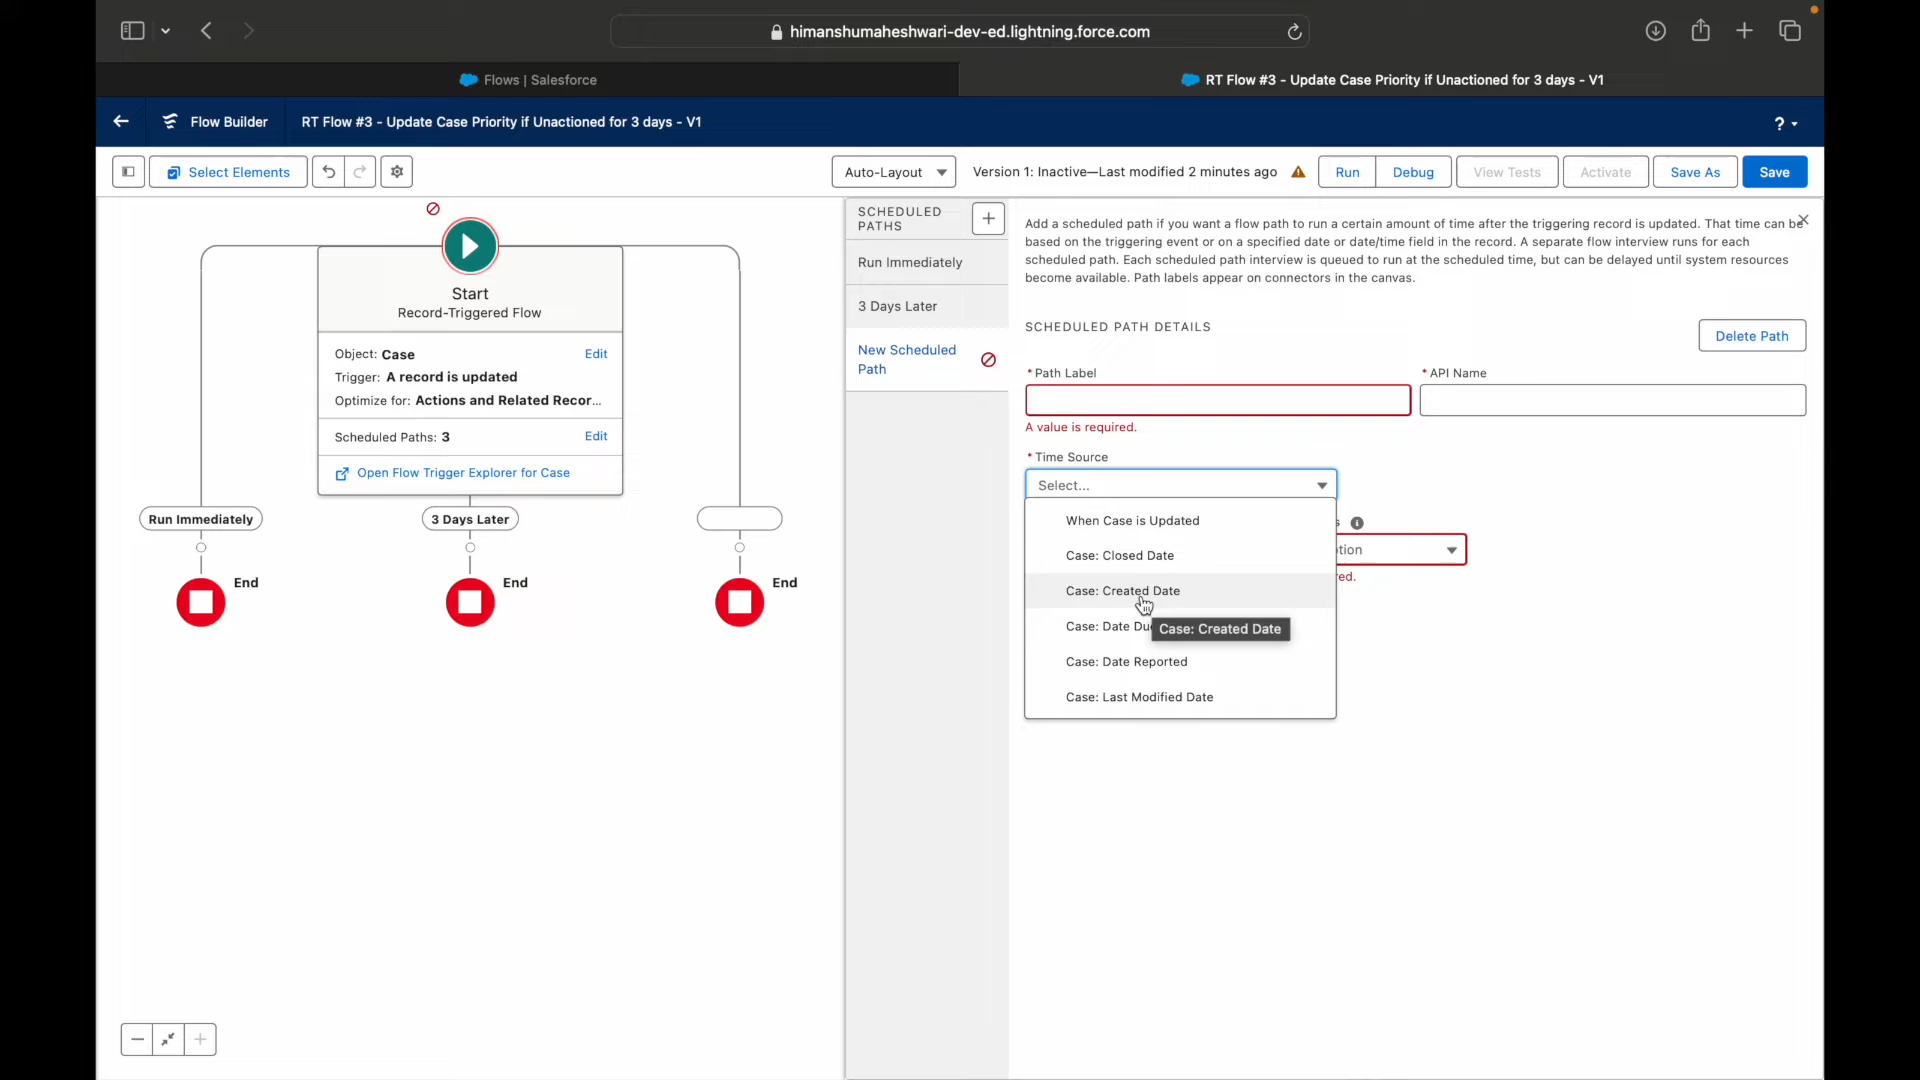 himanshumaheshwari-dev-ed.lightning.force.com
Flows | Salesforce
RT Flow #3 - Update Case Priority if Unactioned for 3 days - V1
Flow Builder
RT Flow #3 - Update Case Priority if Unactioned for 3 days - V1
?
Select Elements
Auto-Layout
Version 1: Inactive—Last modified 2 minutes ago
Run
Debug
View Tests
Activate
Save As
Save
Start
Record-Triggered Flow
Object: Case
Edit
Trigger: A record is updated
Optimize for: Actions and Related Recor...
Scheduled Paths: 3
Edit
Open Flow Trigger Explorer for Case
Run Immediately
3 Days Later
End
End
End
SCHEDULED
PATHS
Run Immediately
3 Days Later
New Scheduled
Path
Add a scheduled path if you want a flow path to run a certain amount of time after the triggering record is updated. That time can be
based on the triggering event or on a specified date or date/time field in the record. A separate flow interview runs for each
scheduled path. Each scheduled path interview is queued to run at the scheduled time, but can be delayed until system resources
become available. Path labels appear on connectors in the canvas.
SCHEDULED PATH DETAILS
Delete Path
* Path Label
* API Name
A value is required.
* Time Source
Select...
When Case is Updated
Case: Closed Date
Case: Created Date
Case: Date Du
Case: Created Date
Case: Date Reported
Case: Last Modified Date
s
tion
red.